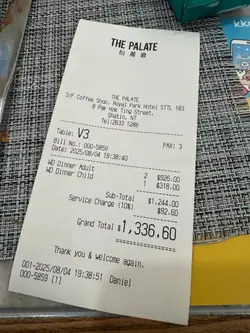 THE PALATE
柏麗廳
THE PALATE
3/F Coffee Shop, Royal Park Hotel STTL 183
8 Pak Hok Ting Street,
Shatin, NT
Tel:2633 1288
Table: V3
PAX: 3
Bill No.: 000-5859
Date: 2025/08/04 19:38:40
WD Dinner Adult 2 $926.00
WD Dinner Child 1 $318.00
Sub-Total $1,244.00
Service Charge (10%) $92.60
Grand Total $1,336.60
Thank you & welcome again.
001-2025/08/04 19:38:51 Daniel
000-5859 [1]